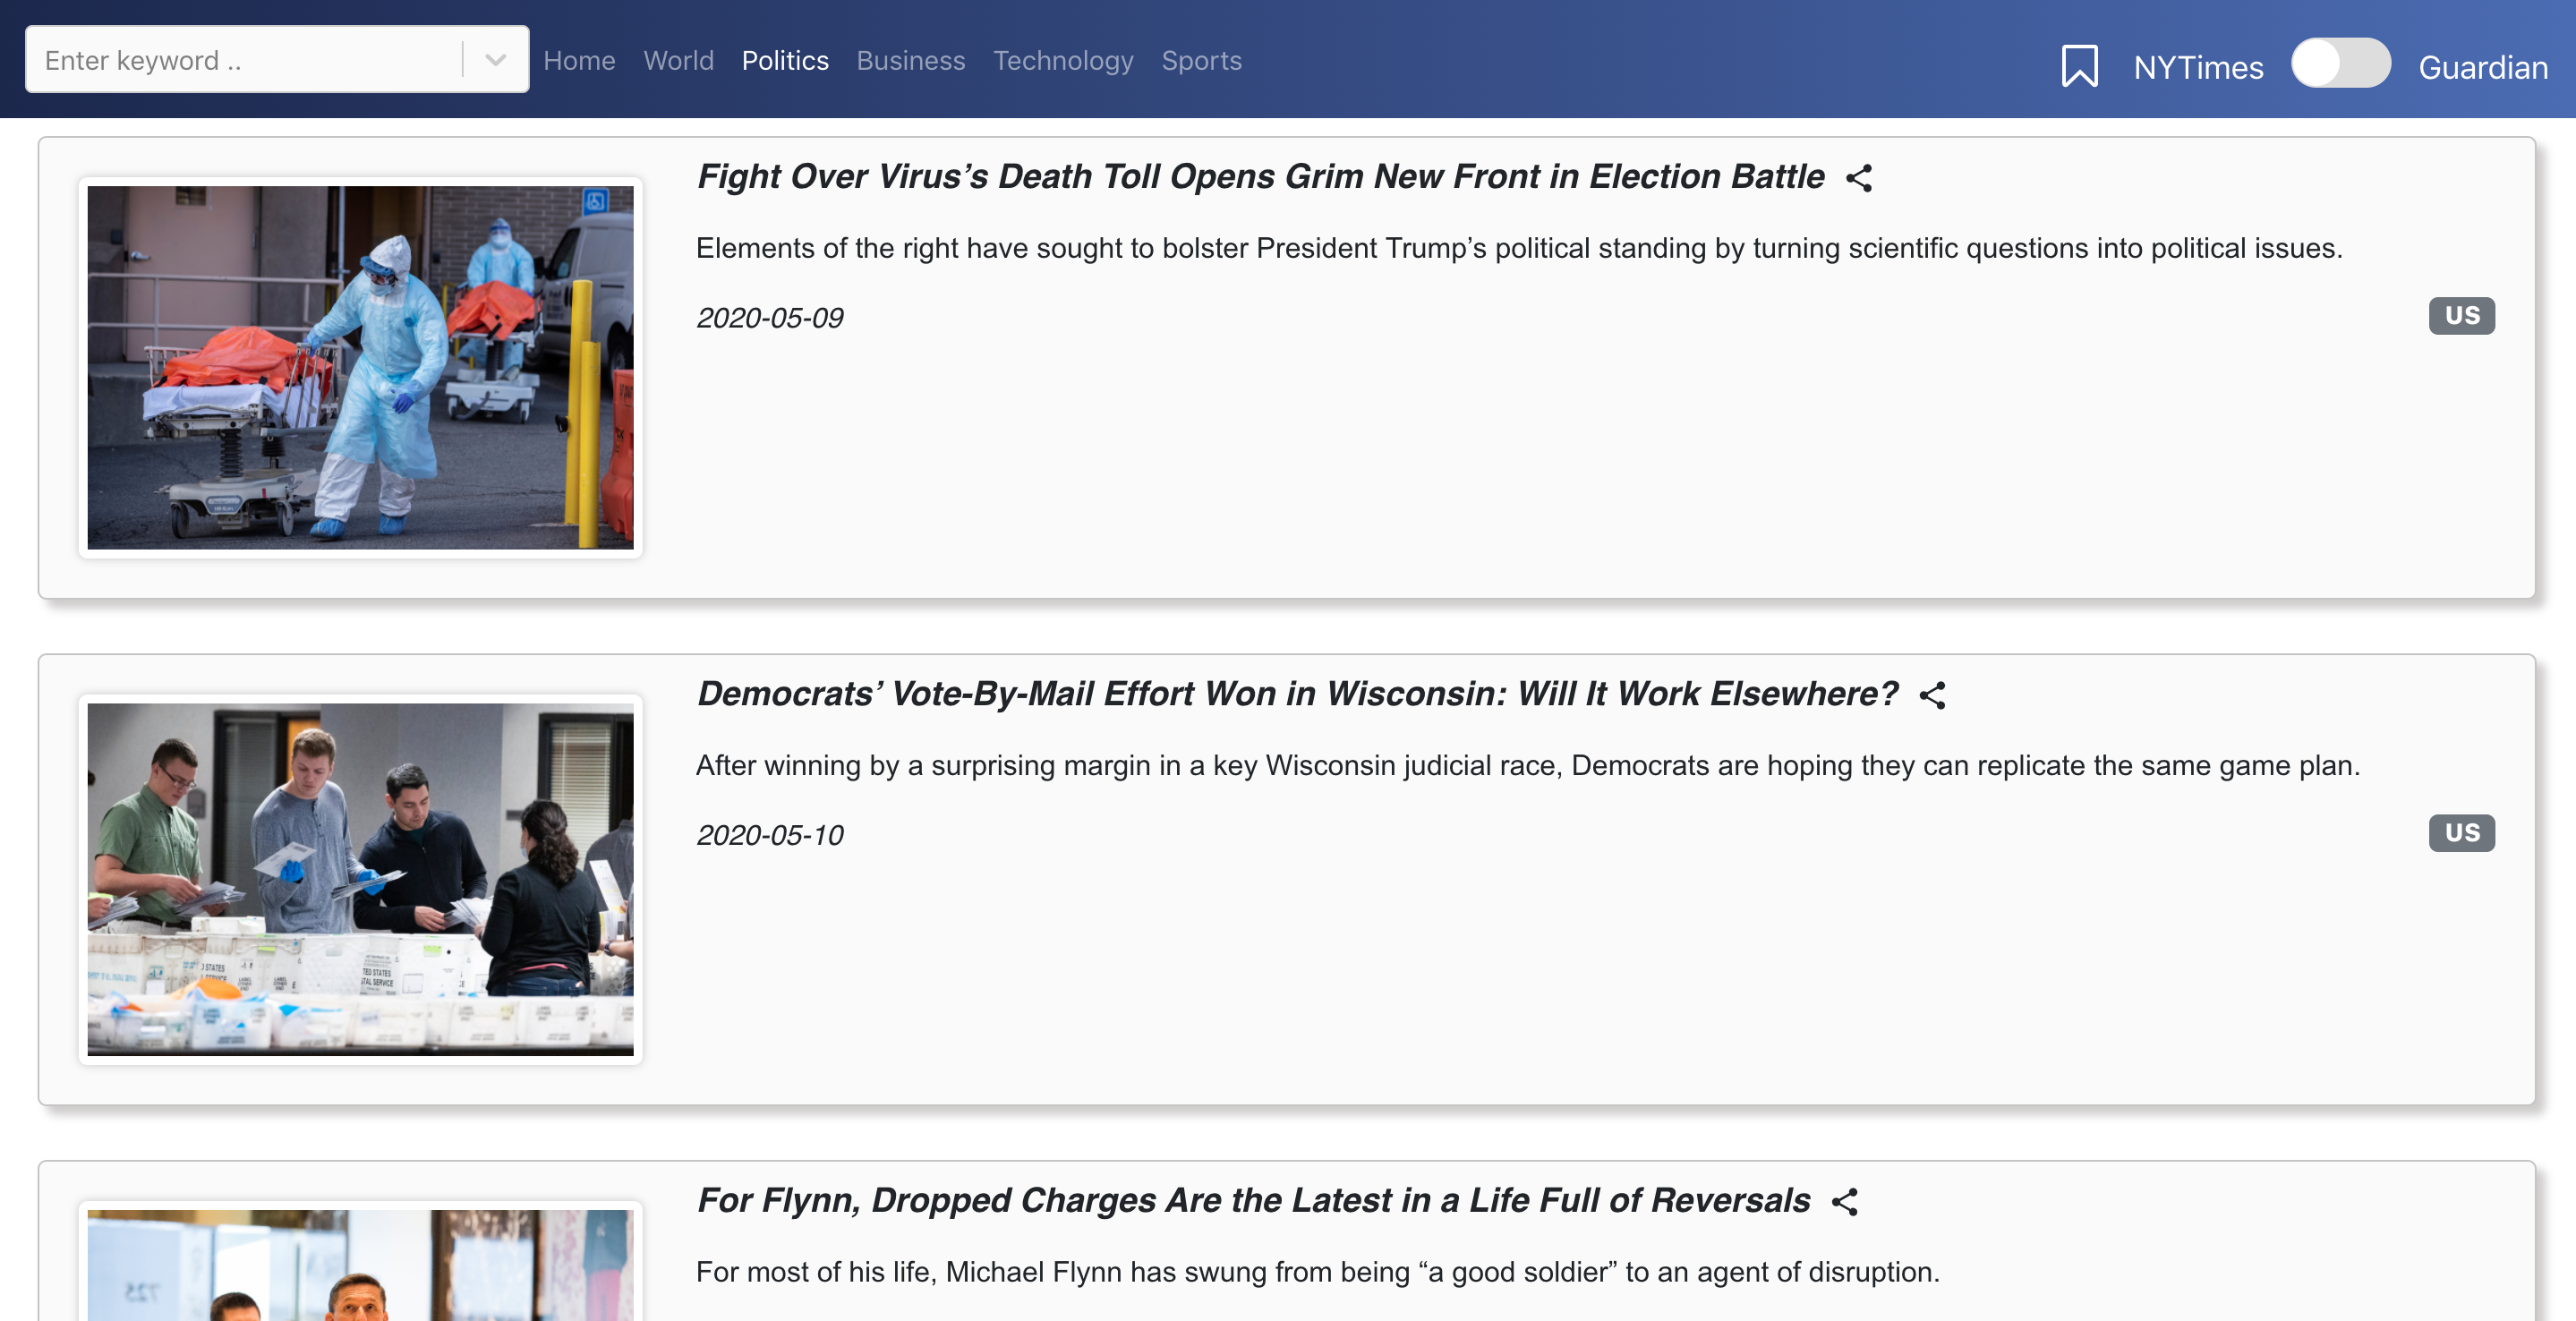 Enter keyword ..
Home World Politics Business Technology Sports
NYTimes Guardian
Fight Over Virus’s Death Toll Opens Grim New Front in Election Battle
Elements of the right have sought to bolster President Trump’s political standing by turning scientific questions into political issues.
2020-05-09
US
Democrats’ Vote-By-Mail Effort Won in Wisconsin: Will It Work Elsewhere?
After winning by a surprising margin in a key Wisconsin judicial race, Democrats are hoping they can replicate the same game plan.
2020-05-10
US
For Flynn, Dropped Charges Are the Latest in a Life Full of Reversals
For most of his life, Michael Flynn has swung from being “a good soldier” to an agent of disruption.